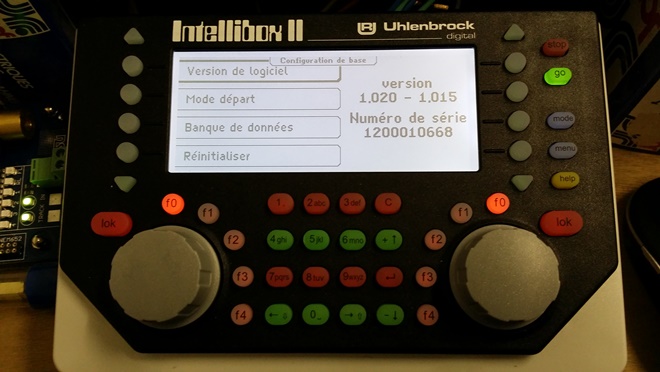 Intellibox II
Uhlenbrock
digital
Configuration de base
Version de logiciel
Mode départ
Banque de données
Réinitialiser
version
1,020 - 1,015
Numéro de série
1200010668
stop
go
mode
menu
help
f0
f1
f2
f3
f4
lok
1.
2abc
3def
C
4ghi
5jkl
6mno
+↑
7pqrs
8tuv
9wxyz
↵
←
0_
→
-↓
f0
f1
f2
f3
f4
lok